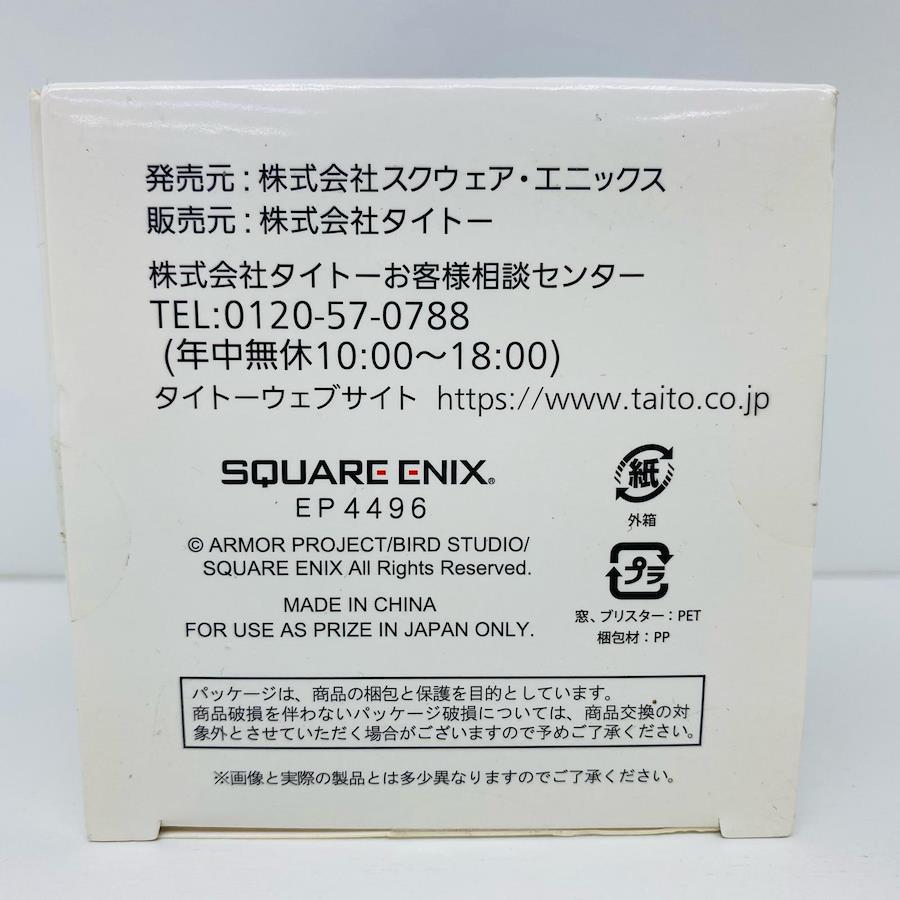 発売元:株式会社スクウェア・エニックス
販売元:株式会社タイトー
株式会社タイトーお客様相談センター
TEL:0120-57-0788
(年中無休10:00～18:00)
タイトーウェブサイト https://www.taito.co.jp
SQUARE ENIX®
EP4496
© ARMOR PROJECT/BIRD STUDIO/
SQUARE ENIX All Rights Reserved.
MADE IN CHINA
FOR USE AS PRIZE IN JAPAN ONLY.
紙
外箱
プラ
窓、ブリスター:PET
梱包材:PP
パッケージは、商品の梱包と保護を目的としています。
商品破損を伴わないパッケージ破損については、商品交換の対
象外とさせていただく場合がございますので予めご了承ください。
※画像と実際の製品とは多少異なりますのでご了承ください。